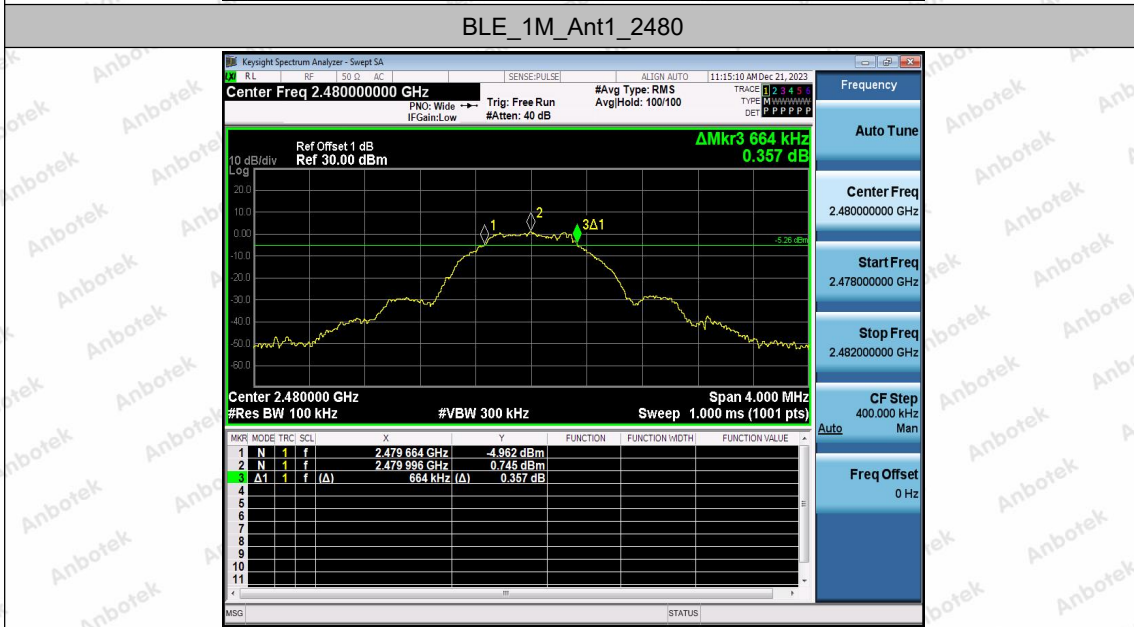 BLE_1M_Ant1_2480
Keysight Spectrum Analyzer - Swept SA
LXI RL RF 50 Ω AC SENSE:PULSE ALIGN AUTO 11:15:10 AM Dec 21, 2023
Center Freq 2.480000000 GHz
PNO: Wide
IFGain:Low
Trig: Free Run
#Atten: 40 dB
#Avg Type: RMS
Avg|Hold: 100/100
TRACE 1 2 3 4 5 6
TYPE M W W W W W
DET P P P P P P
Ref Offset 1 dB
10 dB/div Ref 30.00 dBm
Log
ΔMkr3 664 kHz
0.357 dB
20.0
10.0
0.00
-10.0
-20.0
-30.0
-40.0
-50.0
-60.0
1
2
3Δ1
-5.26 dBm
Center 2.480000 GHz Span 4.000 MHz
#Res BW 100 kHz #VBW 300 kHz Sweep 1.000 ms (1001 pts)
MKR MODE TRC SCL X Y FUNCTION FUNCTION WIDTH FUNCTION VALUE
1 N 1 f 2.479 664 GHz -4.962 dBm
2 N 1 f 2.479 996 GHz 0.745 dBm
3 Δ1 1 f (Δ) 664 kHz (Δ) 0.357 dB
4
5
6
7
8
9
10
11
MSG STATUS
Frequency
Auto Tune
Center Freq
2.480000000 GHz
Start Freq
2.478000000 GHz
Stop Freq
2.482000000 GHz
CF Step
400.000 kHz
Auto Man
Freq Offset
0 Hz
Anbotek